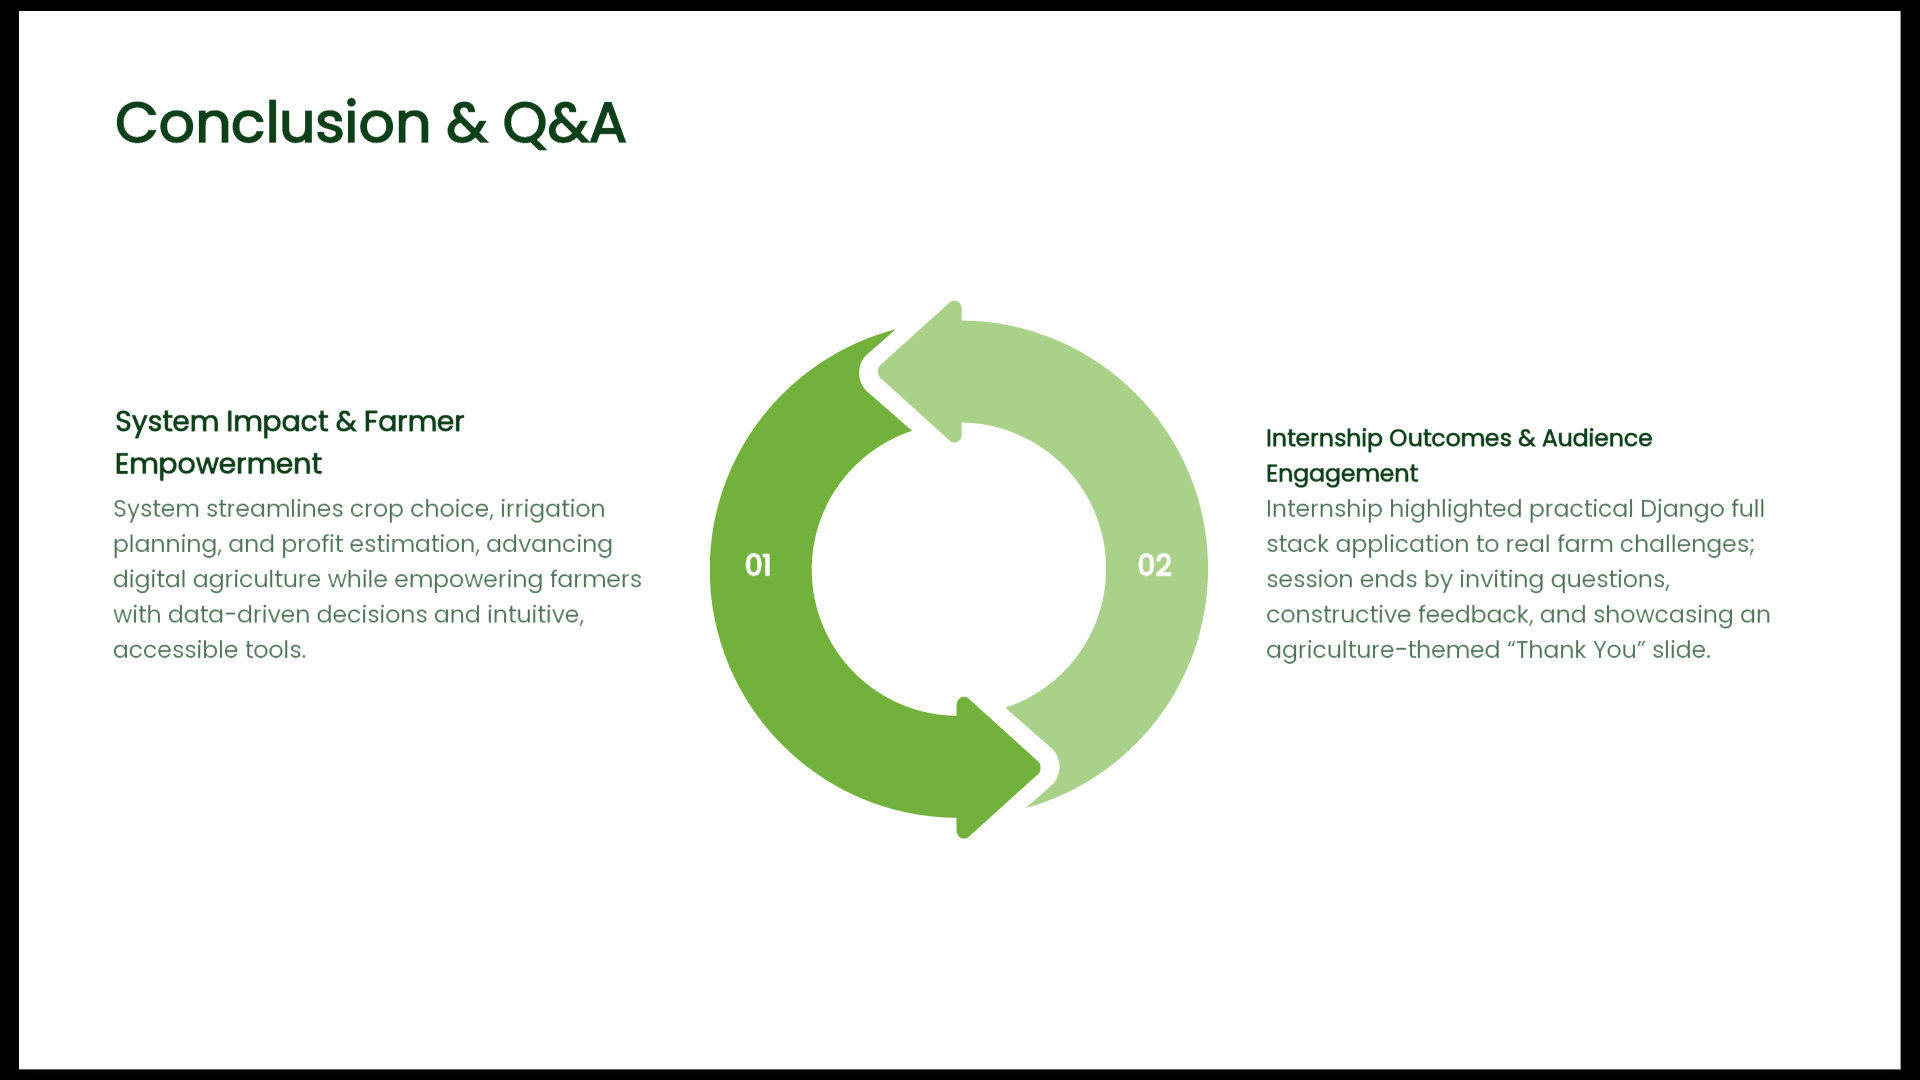 Conclusion & Q&A
System Impact & Farmer
Empowerment
System streamlines crop choice, irrigation
planning, and profit estimation, advancing
digital agriculture while empowering farmers
with data-driven decisions and intuitive,
accessible tools.
01
02
Internship Outcomes & Audience
Engagement
Internship highlighted practical Django full
stack application to real farm challenges;
session ends by inviting questions,
constructive feedback, and showcasing an
agriculture-themed “Thank You” slide.